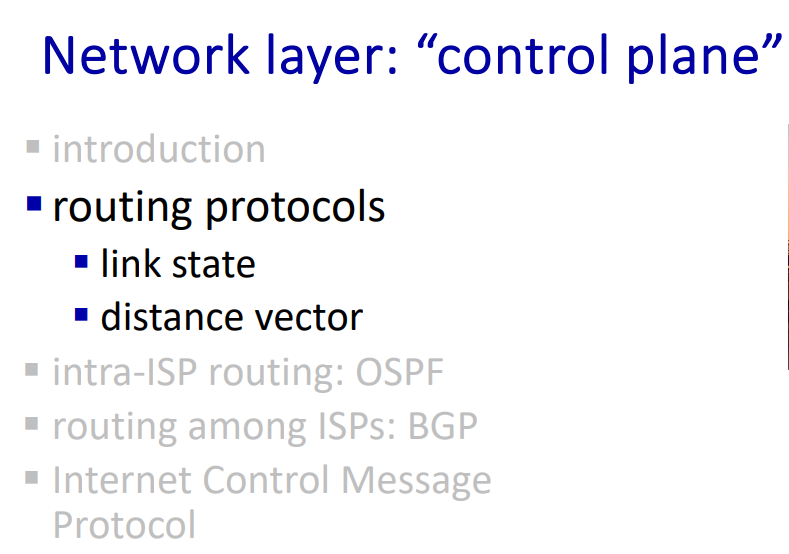 Network layer: “control plane”
▪ introduction
▪ routing protocols
▪ link state
▪ distance vector
▪ intra-ISP routing: OSPF
▪ routing among ISPs: BGP
▪ Internet Control Message
Protocol